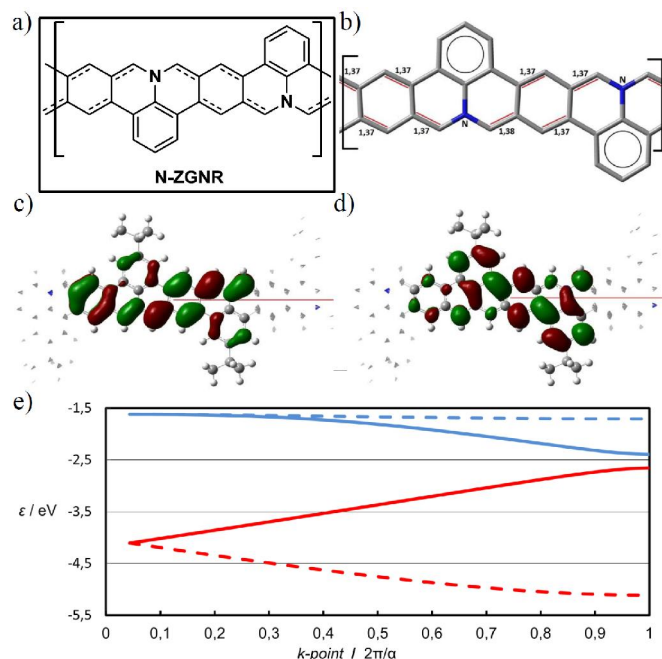 a)
N
N
N-ZGNR
b)
1,37
1,37
1,37
1,37
N
1,37
1,37
N
1,38
1,37
c)
d)
e)
-1,5
-2,5
-3,5
-4,5
-5,5
ε / eV
0
0,1
0,2
0,3
0,4
0,5
0,6
0,7
0,8
0,9
1
k-point / 2π/α